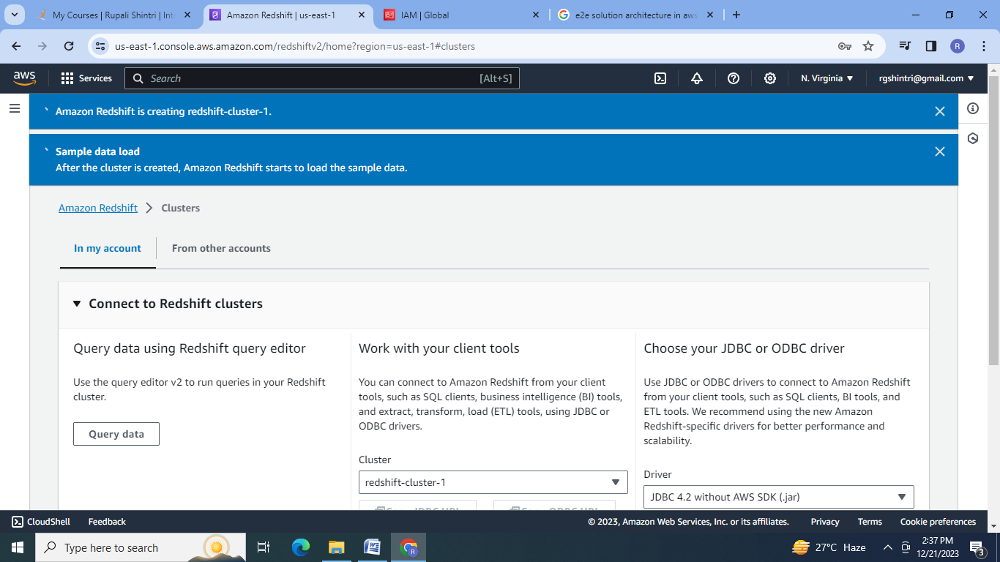 My Courses | Rupali Shintri | Int
Amazon Redshift | us-east-1
IAM | Global
e2e solution architecture in aws
us-east-1.console.aws.amazon.com/redshiftv2/home?region=us-east-1#clusters
R
aws
Services
Search
[Alt+S]
N. Virginia
rgshintri@gmail.com
Amazon Redshift is creating redshift-cluster-1.
Sample data load
After the cluster is created, Amazon Redshift starts to load the sample data.
Amazon Redshift > Clusters
In my account
From other accounts
Connect to Redshift clusters
Query data using Redshift query editor
Use the query editor v2 to run queries in your Redshift
cluster.
Query data
Work with your client tools
You can connect to Amazon Redshift from your client
tools, such as SQL clients, business intelligence (BI) tools,
and extract, transform, load (ETL) tools, using JDBC or
ODBC drivers.
Cluster
redshift-cluster-1
Copy JDBC URL
Copy ODBC URL
Choose your JDBC or ODBC driver
Use JDBC or ODBC drivers to connect to Amazon Redshift
from your client tools, such as SQL clients, BI tools, and
ETL tools. We recommend using the new Amazon
Redshift-specific drivers for better performance and
scalability.
Driver
JDBC 4.2 without AWS SDK (.jar)
CloudShell
Feedback
© 2023, Amazon Web Services, Inc. or its affiliates.
Privacy
Terms
Cookie preferences
Type here to search
W
R
27°C Haze
2:37 PM
12/21/2023
3